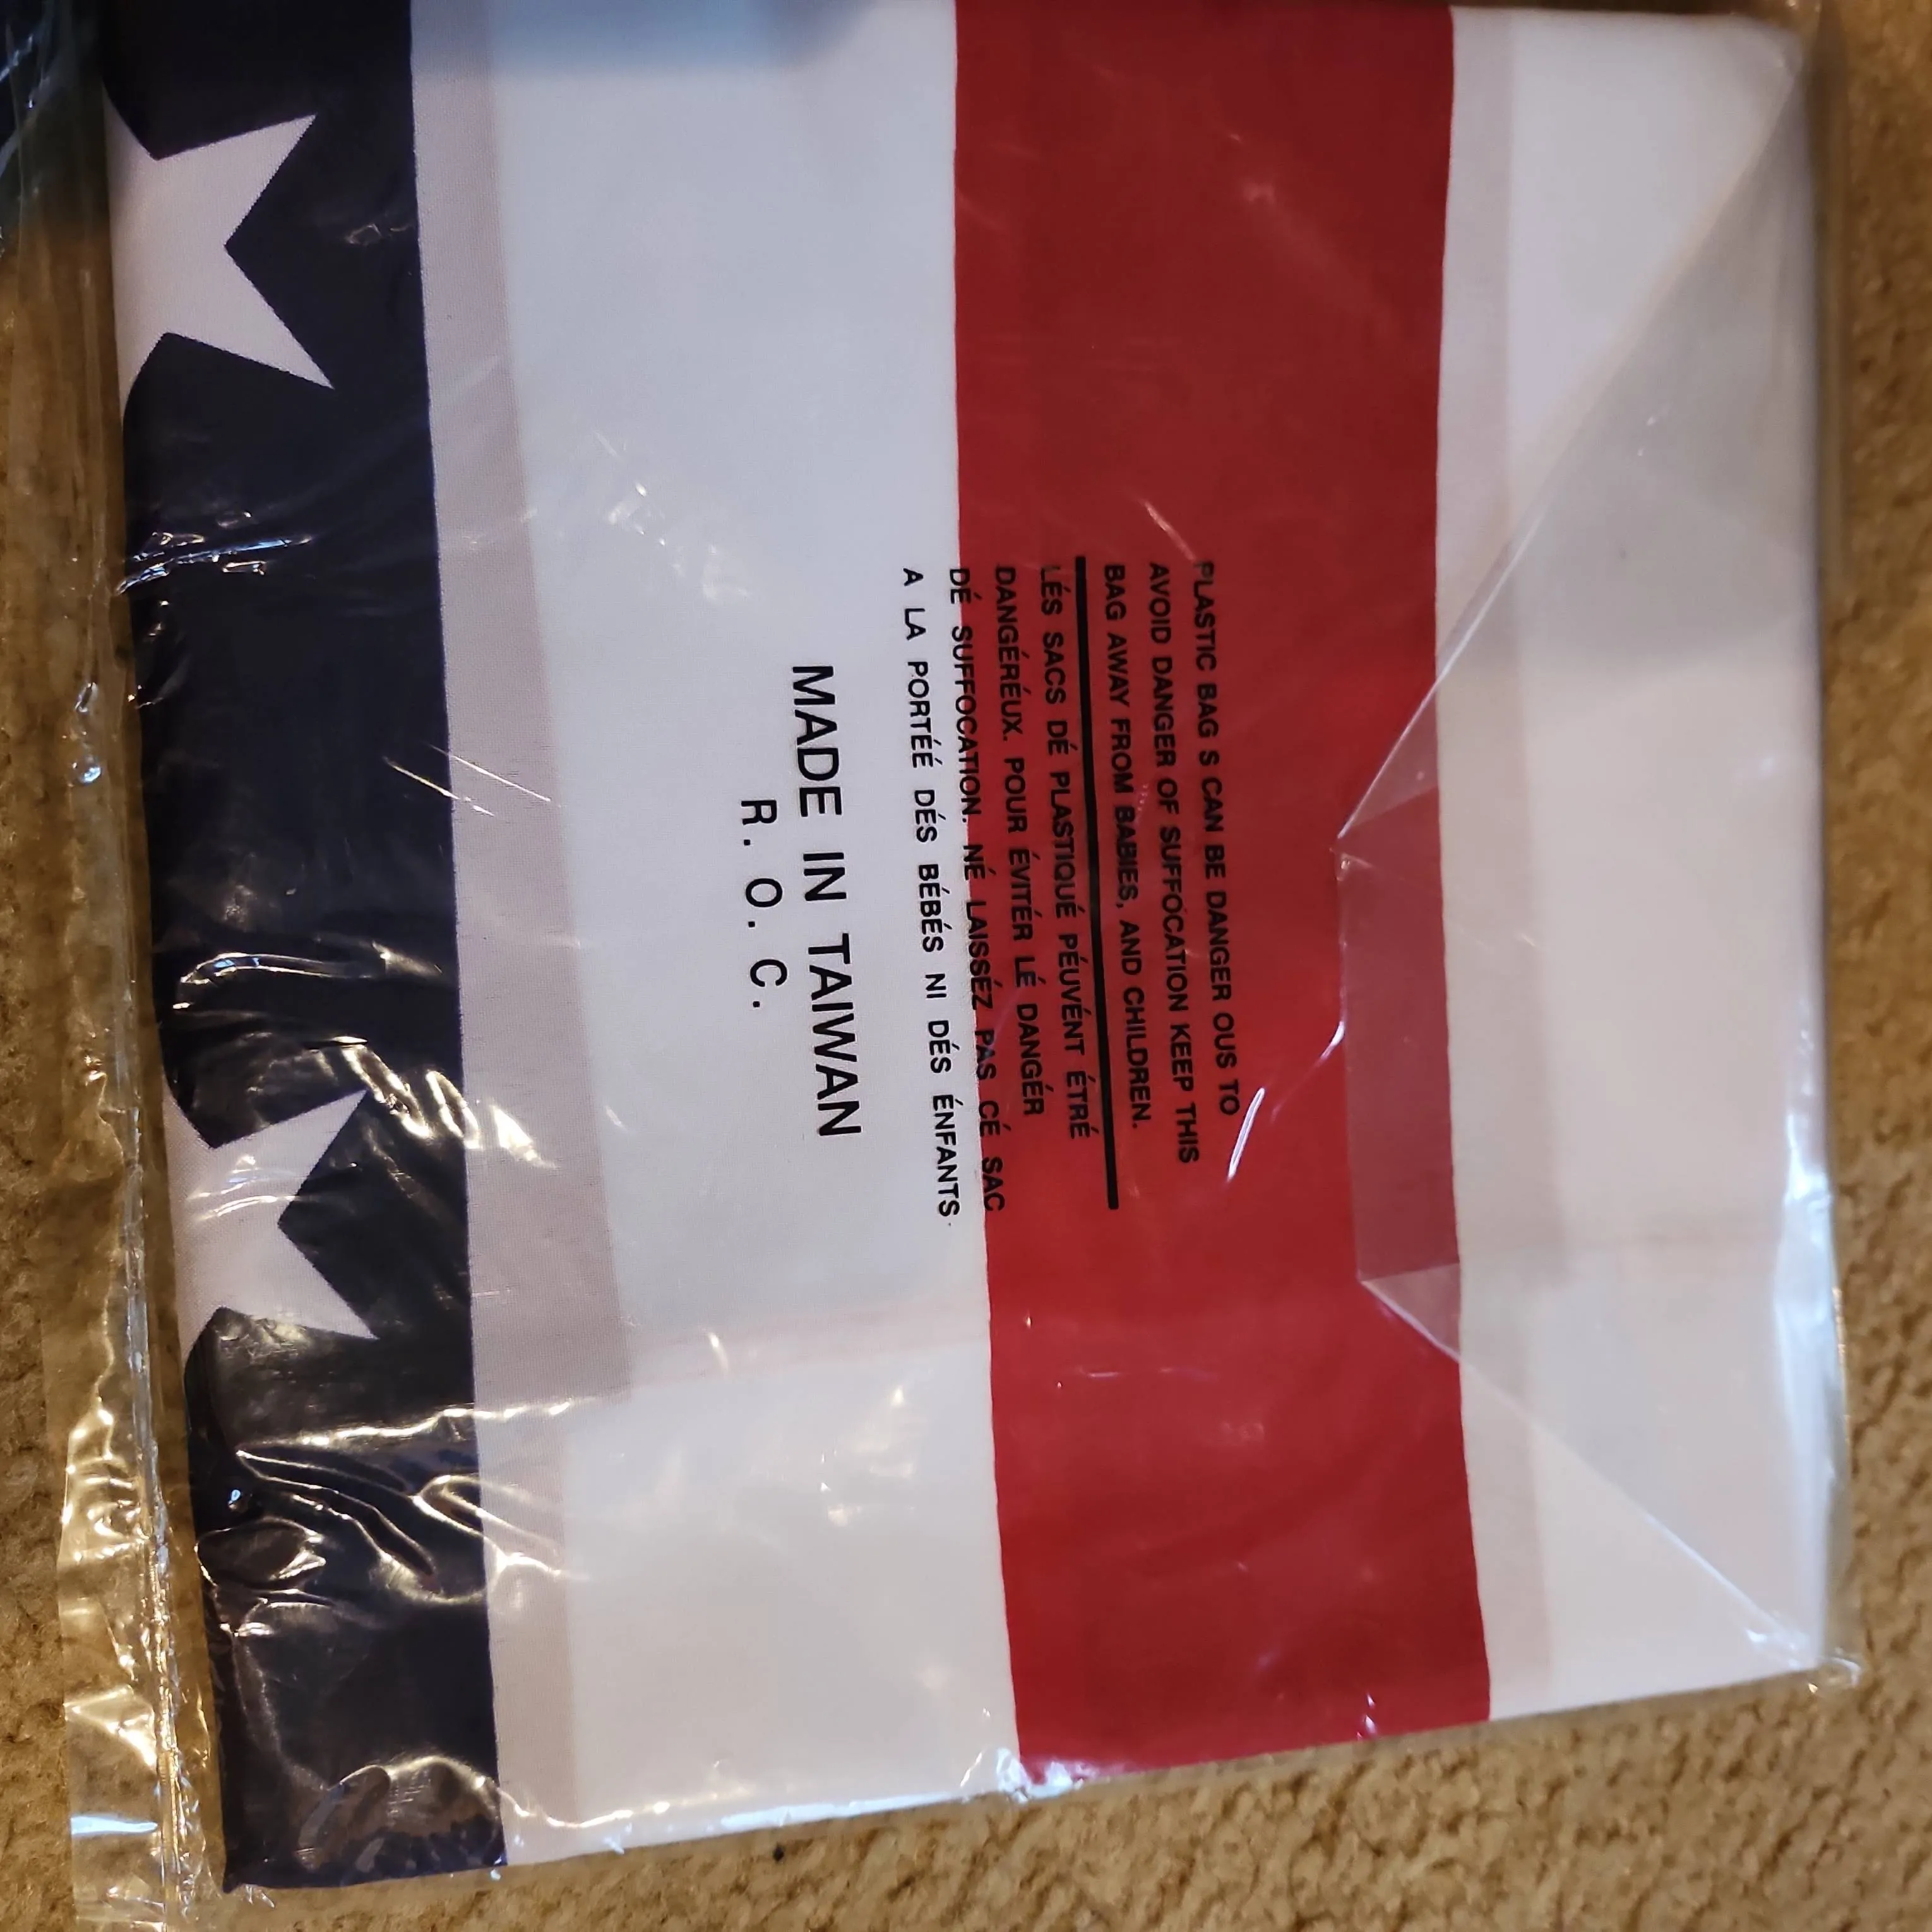 PLASTIC BAG S CAN BE DANGER OUS TO
AVOID DANGER OF SUFFOCATION KEEP THIS
BAG AWAY FROM BABIES, AND CHILDREN.
LÉS SACS DÉ PLASTIQUÉ PÉUVÉNT ÉTRÉ
DANGÉRÉUX. POUR ÉVITÉR LÉ DANGÉR
DÉ SUFFOCATION. NÉ LAISSÉZ PAS CÉ SAC
A LA PORTÉÉ DÉS BÉBÉS NI DÉS ÉNFANTS.
MADE IN TAIWAN
R. O. C.